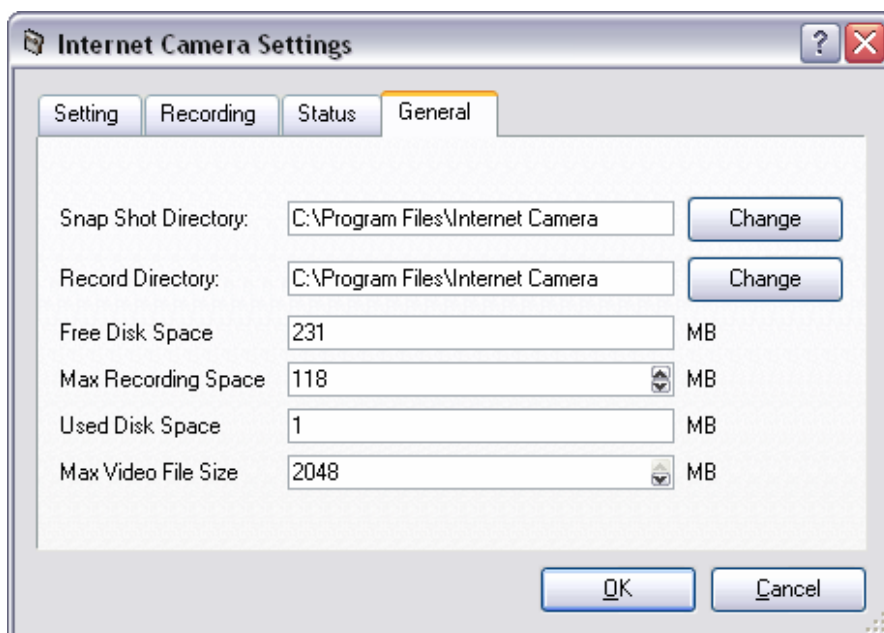 Internet Camera Settings
?
Setting Recording Status General
Snap Shot Directory: C:\Program Files\Internet Camera Change
Record Directory: C:\Program Files\Internet Camera Change
Free Disk Space 231 MB
Max Recording Space 118 MB
Used Disk Space 1 MB
Max Video File Size 2048 MB
OK Cancel